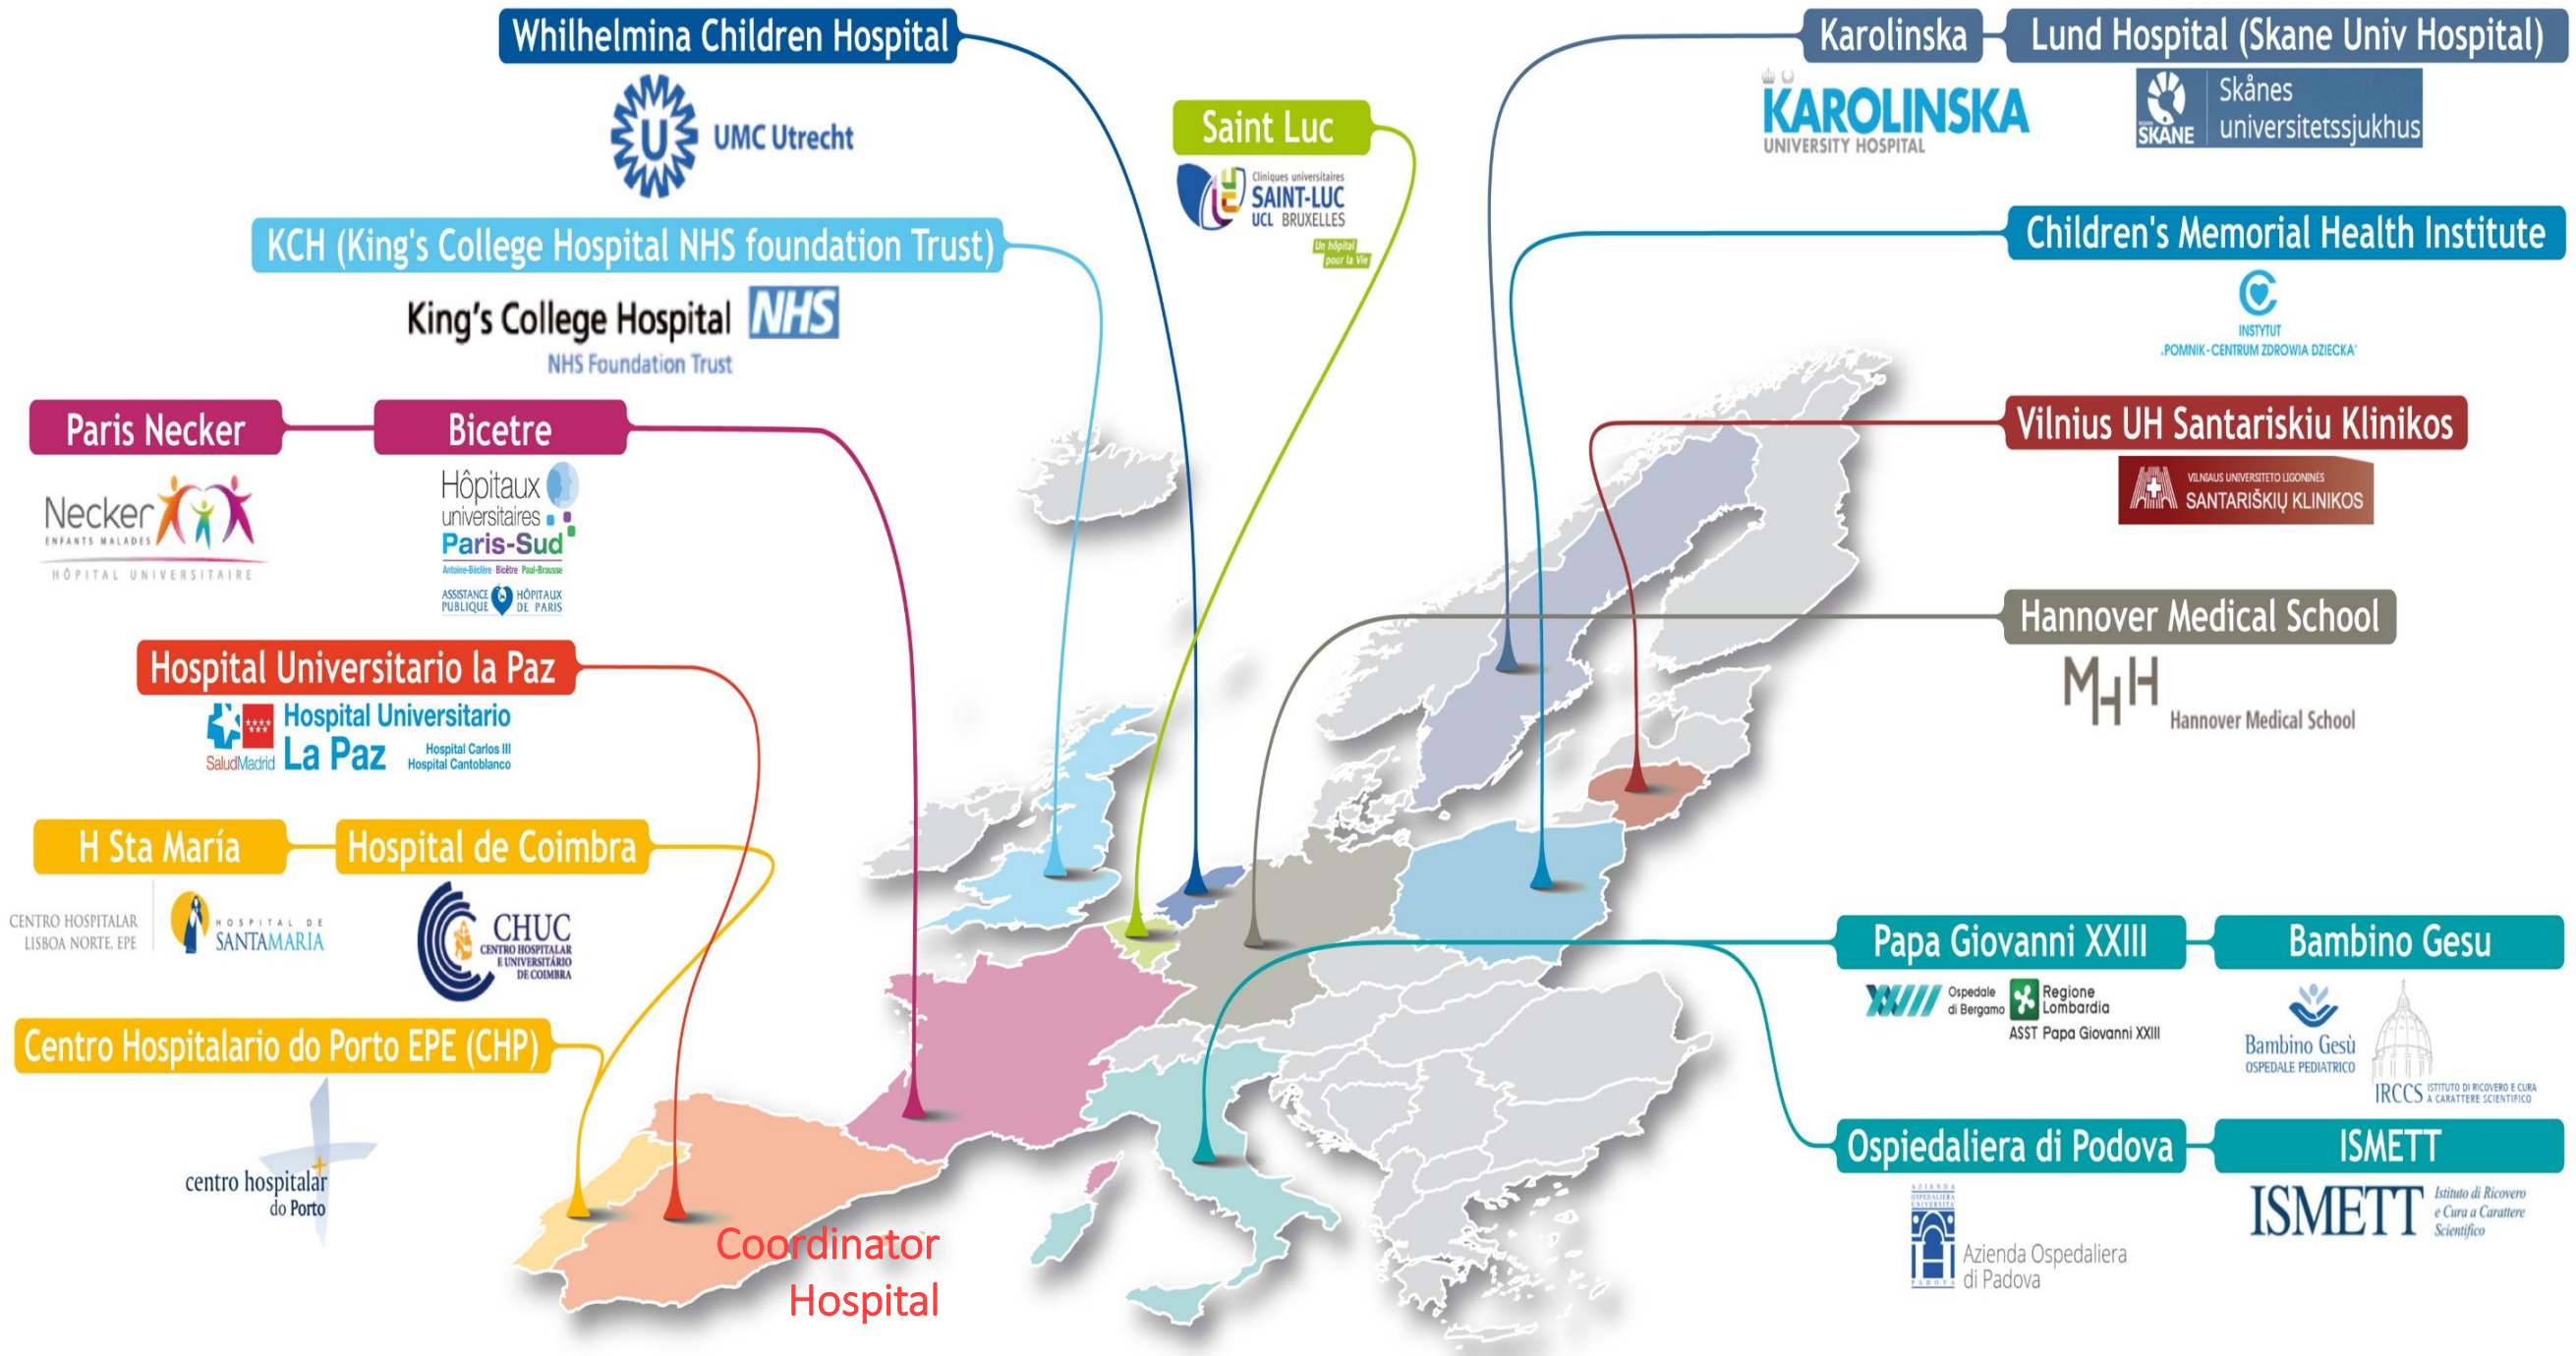 Whilhelmina Children Hospital
UMC Utrecht
KCH (King's College Hospital NHS foundation Trust)
King's College Hospital NHS
NHS Foundation Trust
Saint Luc
Cliniques universitaires
SAINT-LUC
UCL BRUXELLES
Un hôpital
pour la Vie
Karolinska
KAROLINSKA
UNIVERSITY HOSPITAL
Lund Hospital (Skane Univ Hospital)
REGION
SKÅNE
Skånes
universitetssjukhus
Children's Memorial Health Institute
INSTYTUT
„POMNIK-CENTRUM ZDROWIA DZIECKA"
Paris Necker
Necker
ENFANTS MALADES
HÔPITAL UNIVERSITAIRE
Bicetre
Hôpitaux
universitaires
Paris-Sud
Antoine-Béclère Bicêtre Paul-Brousse
ASSISTANCE HÔPITAUX
PUBLIQUE DE PARIS
Vilnius UH Santariskiu Klinikos
VILNIAUS UNIVERSITETO LIGONINĖS
SANTARIŠKIŲ KLINIKOS
Hannover Medical School
MHH
Hannover Medical School
Hospital Universitario la Paz
SaludMadrid
Hospital Universitario
La Paz
Hospital Carlos III
Hospital Cantoblanco
H Sta María
CENTRO HOSPITALAR
LISBOA NORTE, EPE
HOSPITAL DE
SANTAMARIA
Hospital de Coimbra
CHUC
CENTRO HOSPITALAR
E UNIVERSITÁRIO
DE COIMBRA
Centro Hospitalario do Porto EPE (CHP)
centro hospitalar
do Porto
Papa Giovanni XXIII
XXIII
Ospedale
di Bergamo
Regione
Lombardia
ASST Papa Giovanni XXIII
Bambino Gesu
Bambino Gesù
OSPEDALE PEDIATRICO
IRCCS ISTITUTO DI RICOVERO E CURA
A CARATTERE SCIENTIFICO
Ospiedaliera di Podova
AZIENDA
OSPEDALIERA
UNIVERSITÀ
PADOVA
Azienda Ospedaliera
di Padova
ISMETT
ISMETT
Istituto di Ricovero
e Cura a Carattere
Scientifico
Coordinator
Hospital